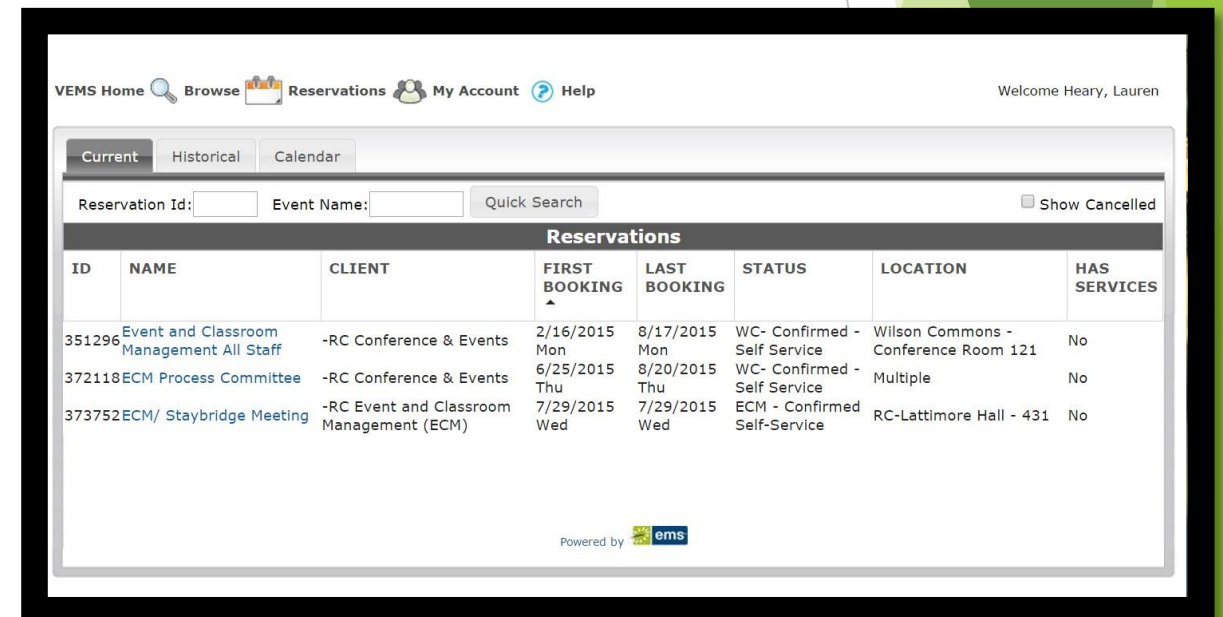 VEMS Home Browse Reservations My Account Help Welcome Heary, Lauren
Current Historical Calendar
Reservation Id: Event Name: Quick Search Show Cancelled
Reservations
ID NAME CLIENT FIRST BOOKING LAST BOOKING STATUS LOCATION HAS SERVICES
351296 Event and Classroom Management All Staff -RC Conference & Events 2/16/2015 Mon 8/17/2015 Mon WC- Confirmed - Self Service Wilson Commons - Conference Room 121 No
372118 ECM Process Committee -RC Conference & Events 6/25/2015 Thu 8/20/2015 Thu WC- Confirmed - Self Service Multiple No
373752 ECM/ Staybridge Meeting -RC Event and Classroom Management (ECM) 7/29/2015 Wed 7/29/2015 Wed ECM - Confirmed Self-Service RC-Lattimore Hall - 431 No
Powered by ems